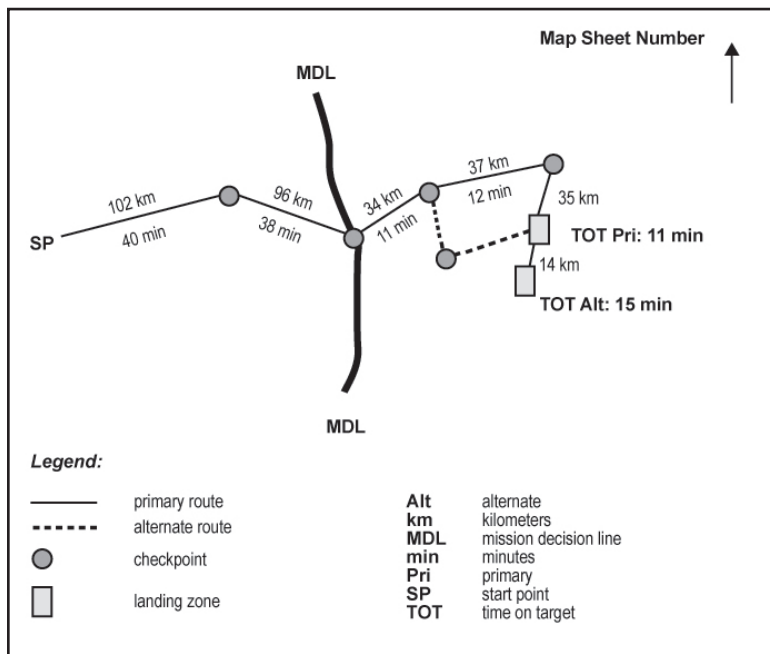 Map Sheet Number
MDL
37 km
102 km
96 km
34 km
12 min
35 km
SP
40 min
38 min
11 min
TOT Pri: 11 min
14 km
TOT Alt: 15 min
MDL
Legend:
primary route
alternate route
checkpoint
landing zone
Alt alternate
km kilometers
MDL mission decision line
min minutes
Pri primary
SP start point
TOT time on target